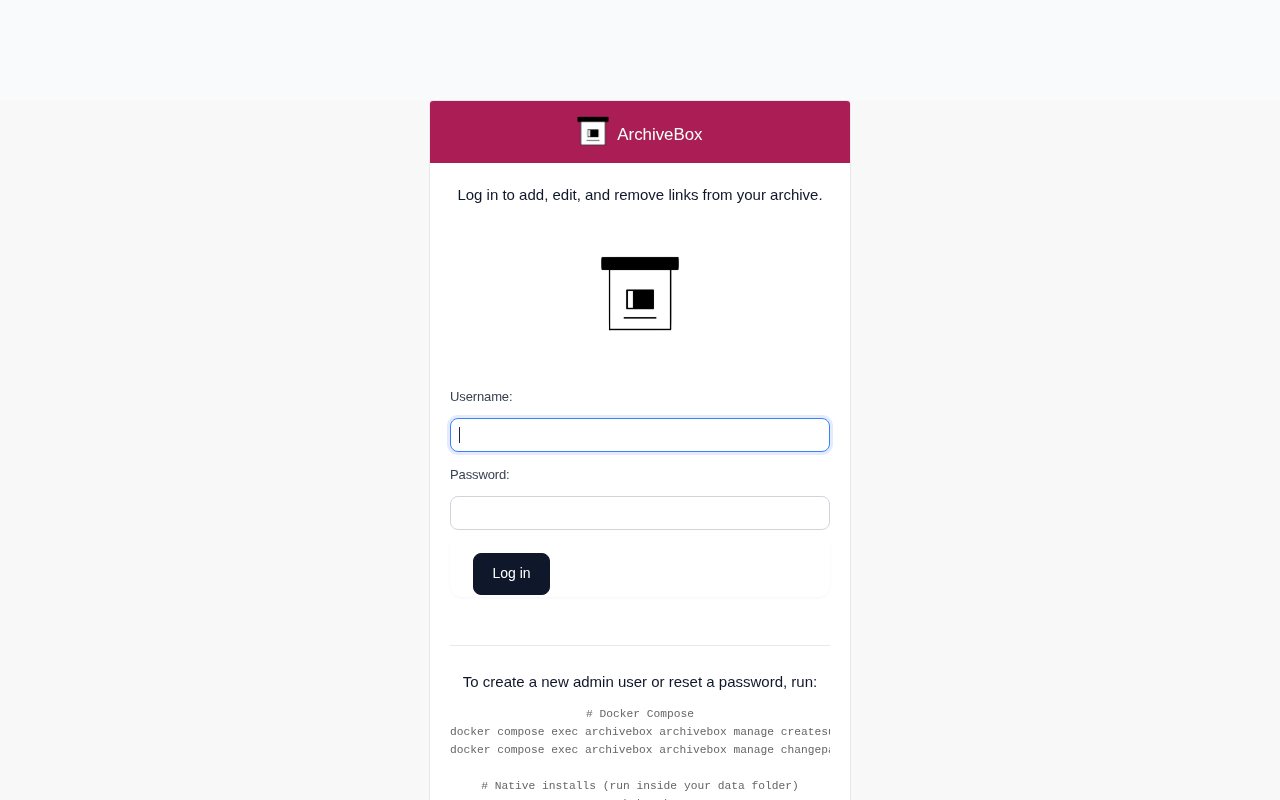 ArchiveBox
Log in to add, edit, and remove links from your archive.
Username:
Password:
Log in
To create a new admin user or reset a password, run:
# Docker Compose
docker compose exec archivebox archivebox manage
docker compose exec archivebox archivebox manage
# Native installs (run inside your data folder)